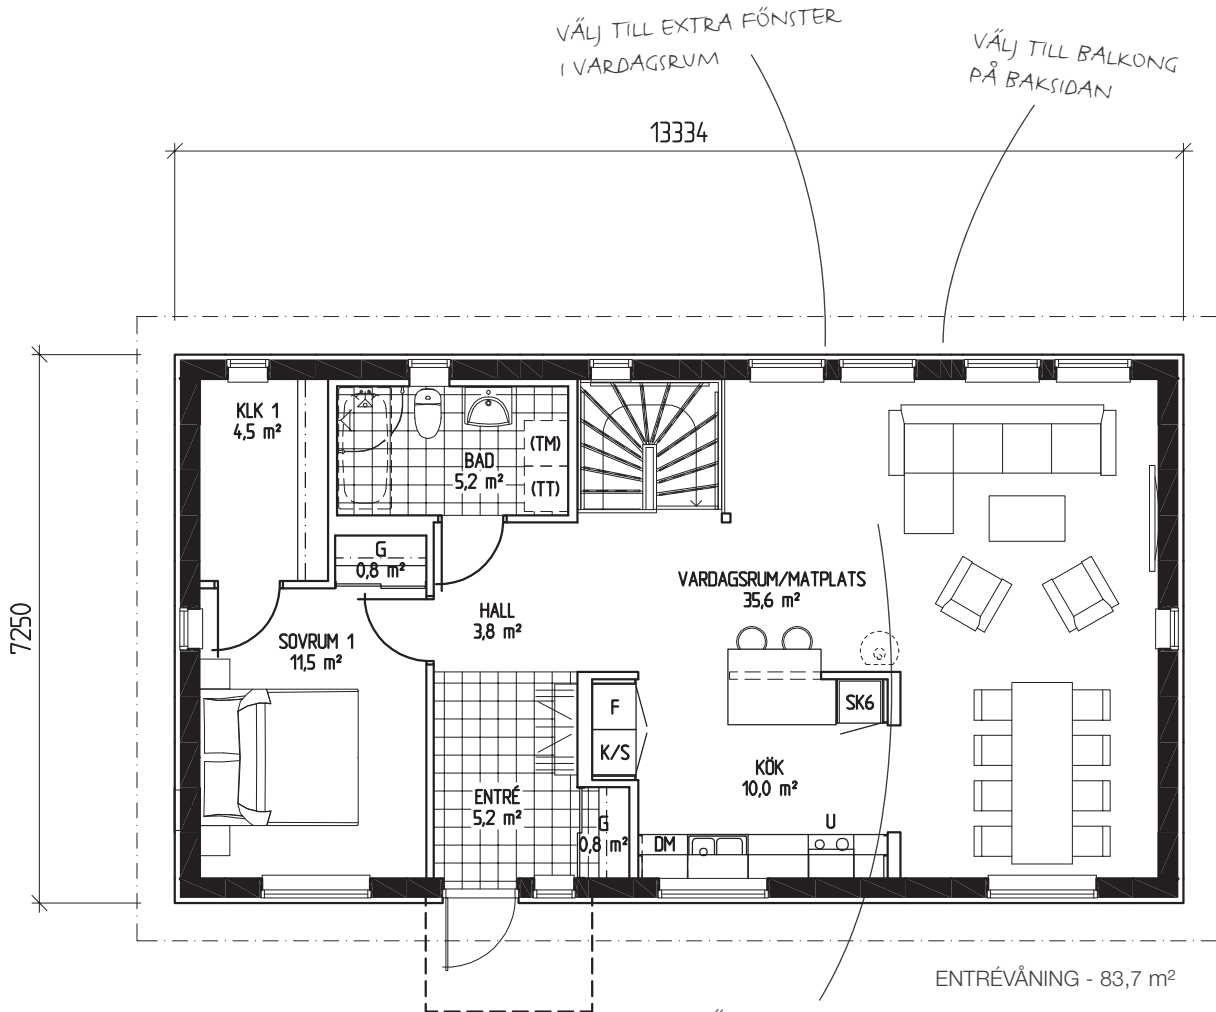 VÄLJ TILL EXTRA FÖNSTER
I VARDAGSRUM
VÄLJ TILL BALKONG
PÅ BAKSIDAN
13334
7250
KLK 1
4,5 m²
BAD
5,2 m²
(TM)
(TT)
G
0,8 m²
HALL
3,8 m²
SOVRUM 1
11,5 m²
VARDAGSRUM/MATPLATS
35,6 m²
F
K/S
SK6
KÖK
10,0 m²
ENTRÉ
5,2 m²
G
0,8 m²
DM
U
ENTRÉVÅNING - 83,7 m²